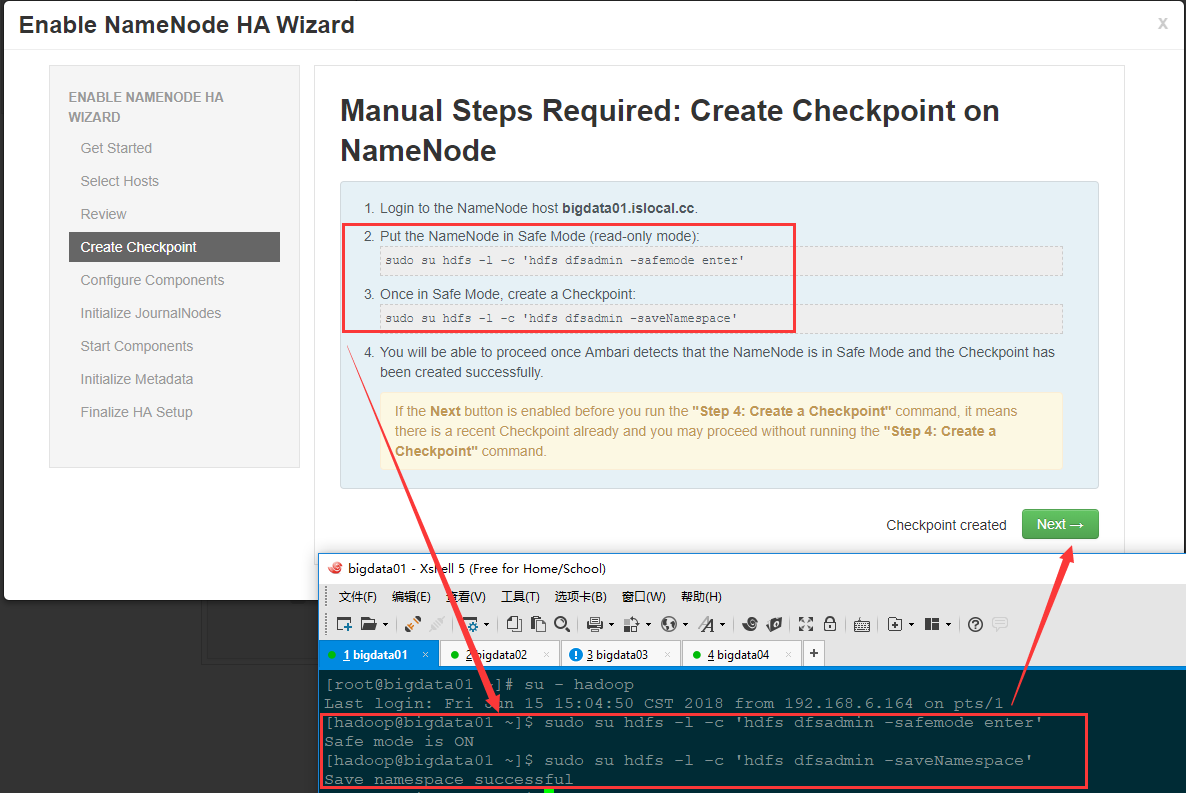 Enable NameNode HA Wizard
x
ENABLE NAMENODE HA
WIZARD
Get Started
Select Hosts
Review
Create Checkpoint
Configure Components
Initialize JournalNodes
Start Components
Initialize Metadata
Finalize HA Setup
Manual Steps Required: Create Checkpoint on
NameNode
1. Login to the NameNode host bigdata01.islocal.cc.
2. Put the NameNode in Safe Mode (read-only mode):
sudo su hdfs -l -c 'hdfs dfsadmin -safemode enter'
3. Once in Safe Mode, create a Checkpoint:
sudo su hdfs -l -c 'hdfs dfsadmin -saveNamespace'
4. You will be able to proceed once Ambari detects that the NameNode is in Safe Mode and the Checkpoint has
been created successfully.
If the Next button is enabled before you run the "Step 4: Create a Checkpoint" command, it means
there is a recent Checkpoint already and you may proceed without running the "Step 4: Create a
Checkpoint" command.
Checkpoint created
Next →
bigdata01 - Xshell 5 (Free for Home/School)
文件(F) 编辑(E) 查看(V) 工具(T) 选项卡(B) 窗口(W) 帮助(H)
1 bigdata01 × 2 bigdata02 × 3 bigdata03 × 4 bigdata04 × +
[root@bigdata01 ~]# su - hadoop
Last login: Fri Jun 15 15:04:50 CST 2018 from 192.168.6.164 on pts/1
[hadoop@bigdata01 ~]$ sudo su hdfs -l -c 'hdfs dfsadmin -safemode enter'
Safe mode is ON
[hadoop@bigdata01 ~]$ sudo su hdfs -l -c 'hdfs dfsadmin -saveNamespace'
Save namespace successful